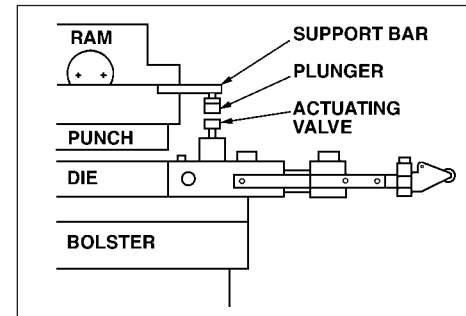 RAM
SUPPORT BAR
PLUNGER
ACTUATING
VALVE
PUNCH
DIE
BOLSTER